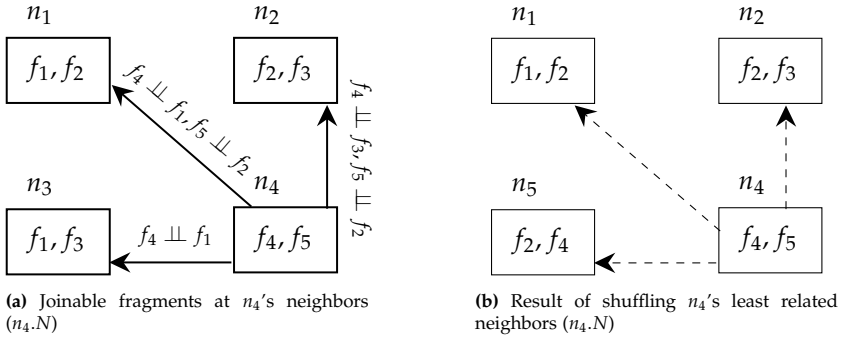 n1
n2
f1, f2
f2, f3
f4 ⫫ f1, f5 ⫫ f2
f4 ⫫ f3, f5 ⫫ f2
n3
n4
f1, f3
f4 ⫫ f1
f4, f5
(a) Joinable fragments at n4's neighbors
(n4.N)
n1
n2
f1, f2
f2, f3
n5
n4
f2, f4
f4, f5
(b) Result of shuffling n4's least related
neighbors (n4.N)